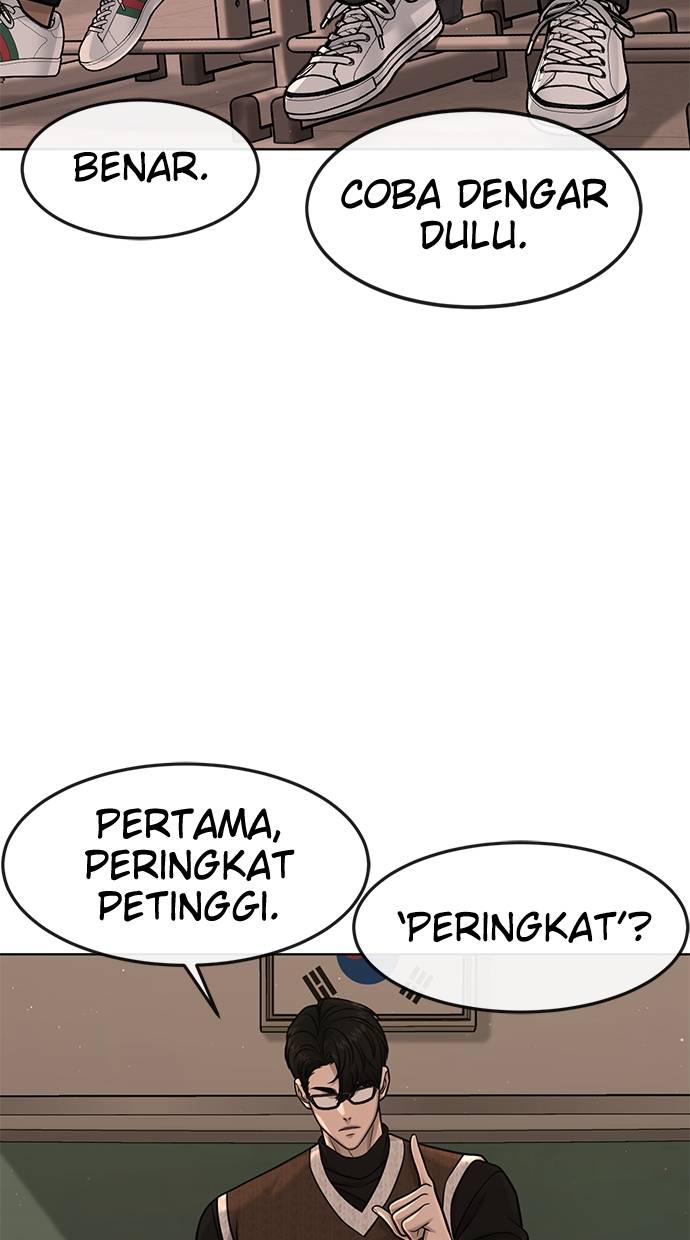 BENAR.
COBA DENGAR
DULU.
PERTAMA,
PERINGKAT
PETINGGI.
'PERINGKAT'?